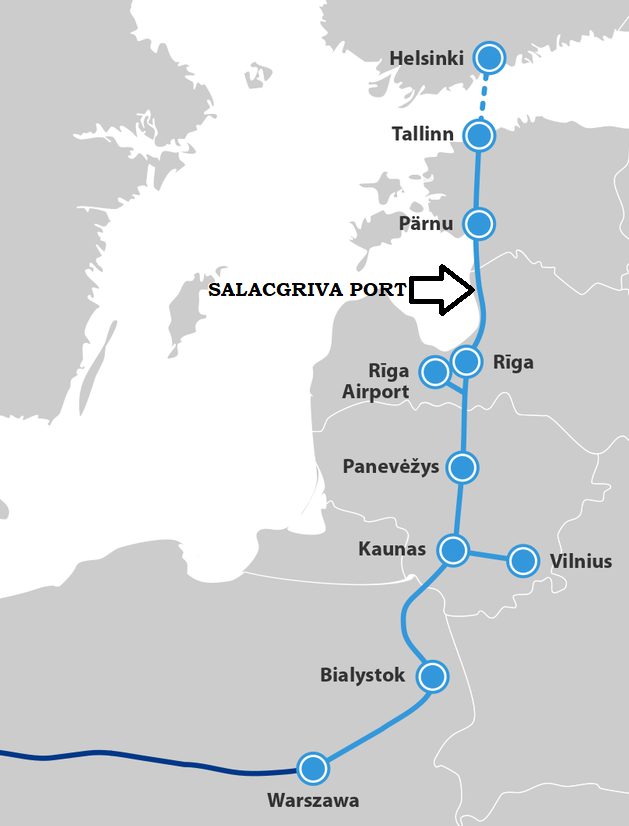 Helsinki
Tallinn
Pärnu
SALACGRIVA PORT
Rīga
Rīga
Airport
Panevėžys
Kaunas
Vilnius
Bialystok
Warszawa